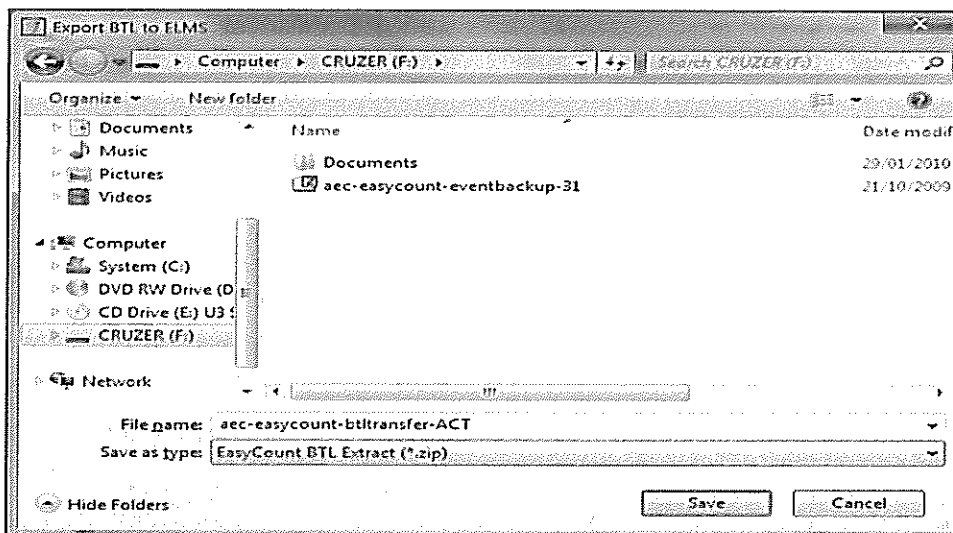 Export BTL to ELMS
Computer CRUZER (F:) Search CRUZER (F:)
Organize New folder
Documents Name Date modif
Music Documents 29/01/2010
Pictures aec-easycount-eventbackup-31 21/10/2009
Videos
Computer
System (C:)
DVD RW Drive (D
CD Drive (E:) U3 S
CRUZER (F:)
Network
File name: aec-easycount-btltransfer-ACT
Save as type: EasyCount BTL Extract (*.zip)
Hide Folders Save Cancel